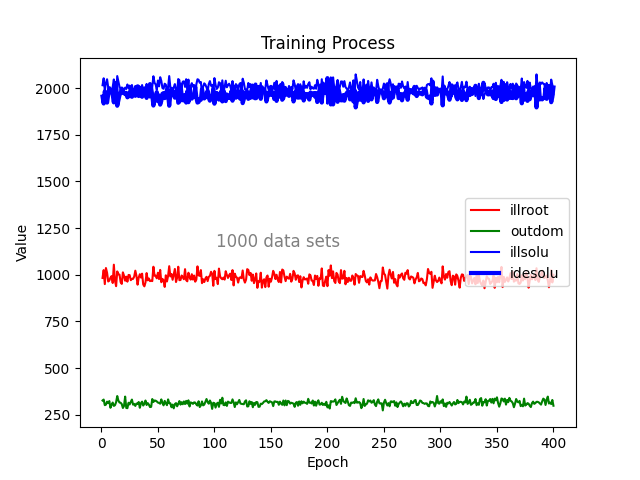 Training Process
Value
2000
1750
1500
1250
1000
750
500
250
1000 data sets
illroot
outdom
illsolu
idesolu
0 50 100 150 200 250 300 350 400
Epoch